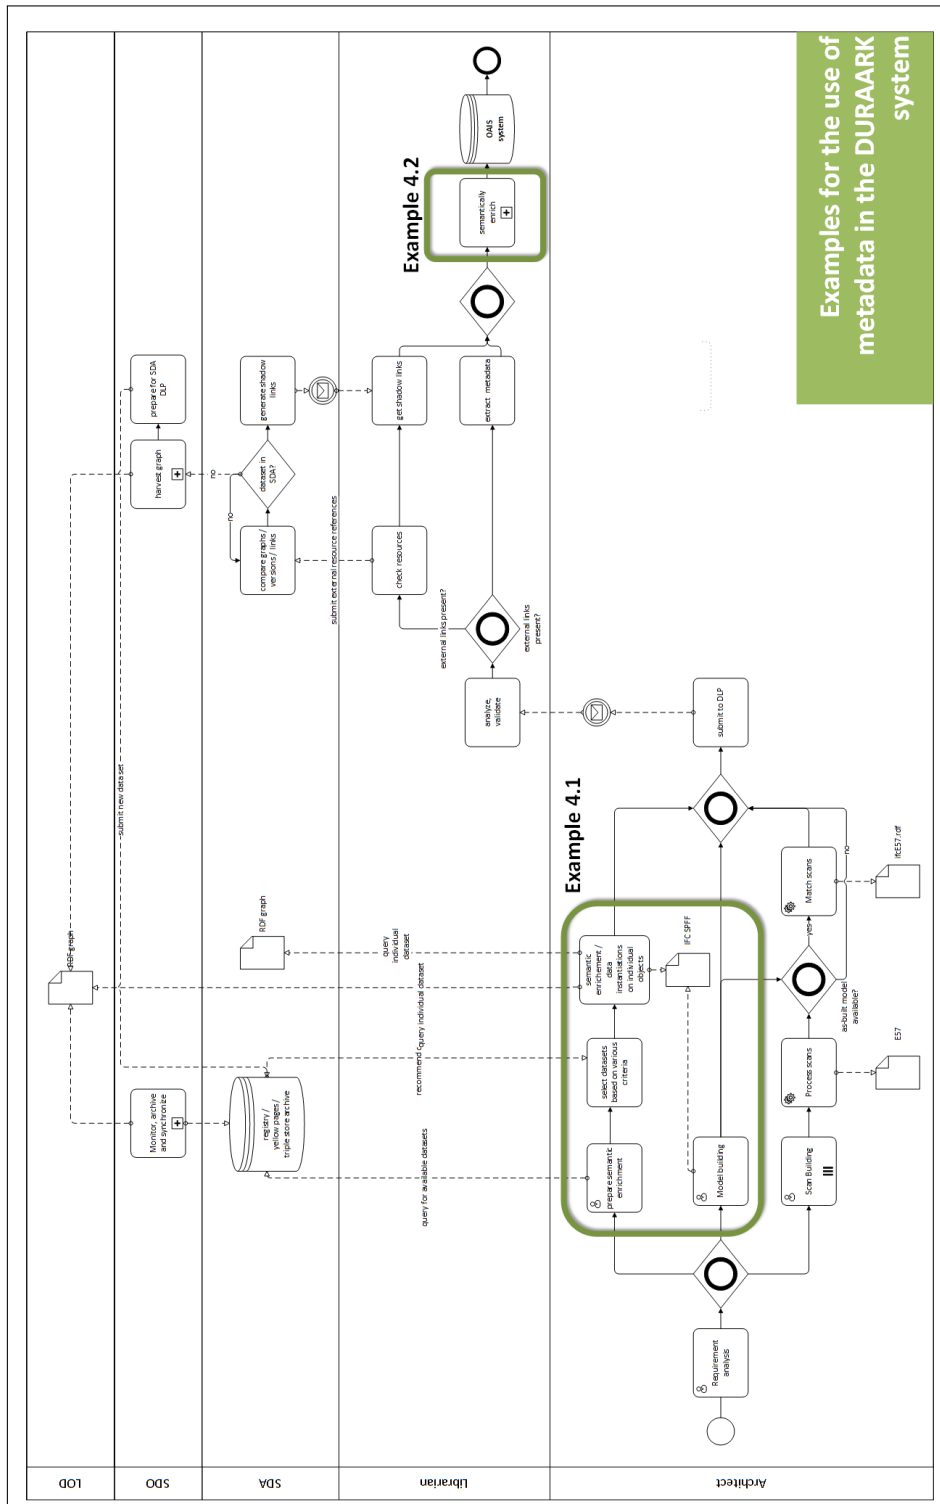 Examples for the use of
metadata in the DURAARK
system
LOD
RDF graph
SDO
Monitor, archive
and synchronize
submit new data set
harvest graph
prepare for SDA
DLP
SDA
registry /
yellow pages /
triple store archive
RDF graph
compare graphs /
versions / links
no
no
dataset in
SDA?
generate shadow
links
Librarian
query for available datasets
recommend
query individual dataset
query
individual
dataset
submit external resource references
analyze,
validate
external links present?
external links
present?
check resources
get shadow links
extract metadata
Example 4.2
semantically
enrich
OAIS
system
Architect
Requirement
analysis
Example 4.1
prepare semantic
enrichment
select datasets
based on various
criteria
semantic
enrichement /
data
instantiations
on individual
objects
Model building
IFC SPFF
Scan Building
Process scans
E57
as-built model
available?
yes
no
Match scans
ifcE57.rdf
submit to DLP